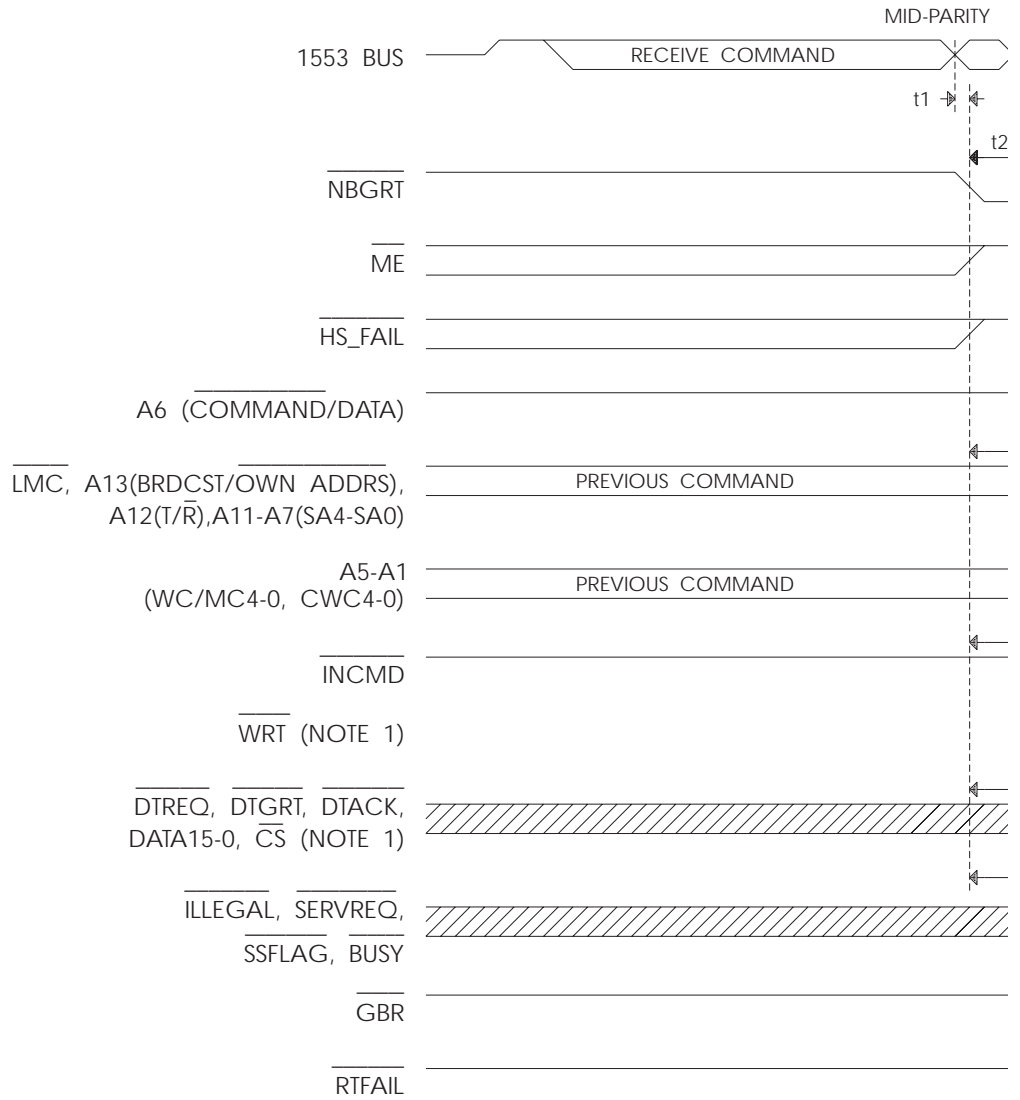 MID-PARITY
1553 BUS
RECEIVE COMMAND
t1
t2
NBGRT
ME
HS_FAIL
A6 (COMMAND/DATA)
LMC, A13(BRDCST/OWN ADDRS),
PREVIOUS COMMAND
A12(T/R),A11-A7(SA4-SA0)
A5-A1
PREVIOUS COMMAND
(WC/MC4-0, CWC4-0)
INCMD
WRT (NOTE 1)
DTREQ, DTGRT, DTACK,
DATA15-0, CS (NOTE 1)
ILLEGAL, SERVREQ,
SSFLAG, BUSY
GBR
RTFAIL